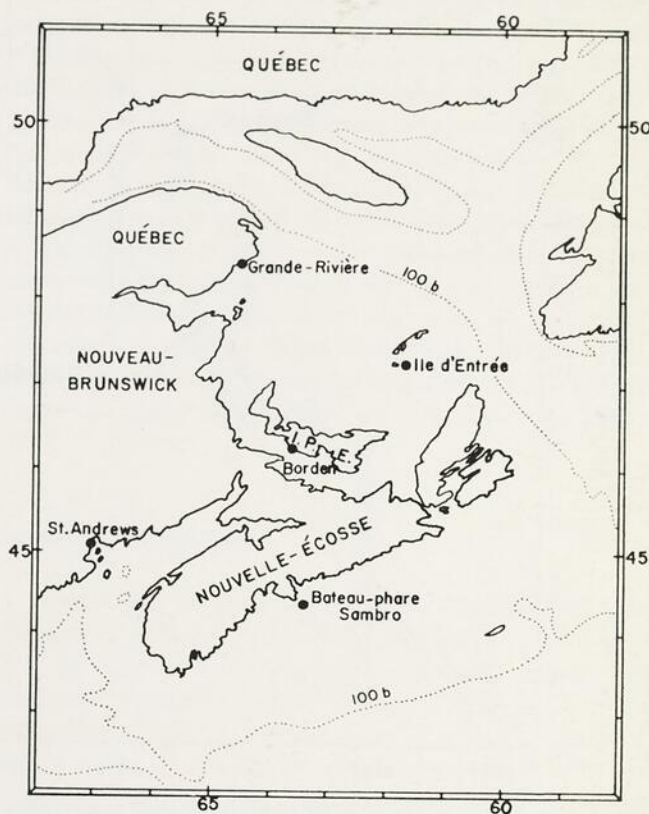 65
60
QUÉBEC
50
50
QUÉBEC
Grande-Rivière
100 b
NOUVEAU-
BRUNSWICK
Ile d'Entrée
I. P. E.
Borden
St. Andrews
45
45
NOUVELLE-ÉCOSSE
Bateau-phare
Sambro
100 b
65
60